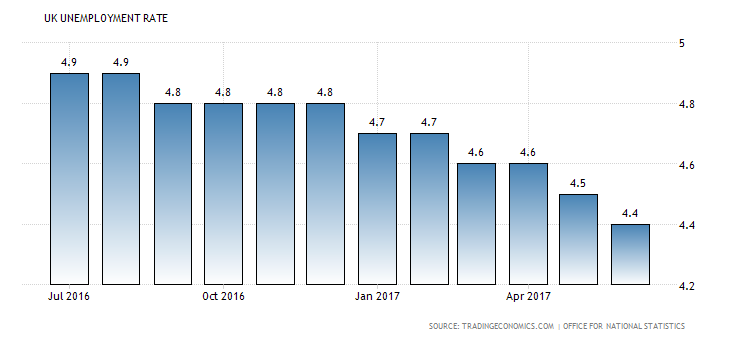 UK UNEMPLOYMENT RATE
5
4.9 4.9 4.8 4.8 4.8 4.8 4.7 4.7 4.6 4.6 4.5 4.4
4.8
4.6
4.4
4.2
Jul 2016 Oct 2016 Jan 2017 Apr 2017
SOURCE: TRADINGECONOMICS.COM | OFFICE FOR NATIONAL STATISTICS